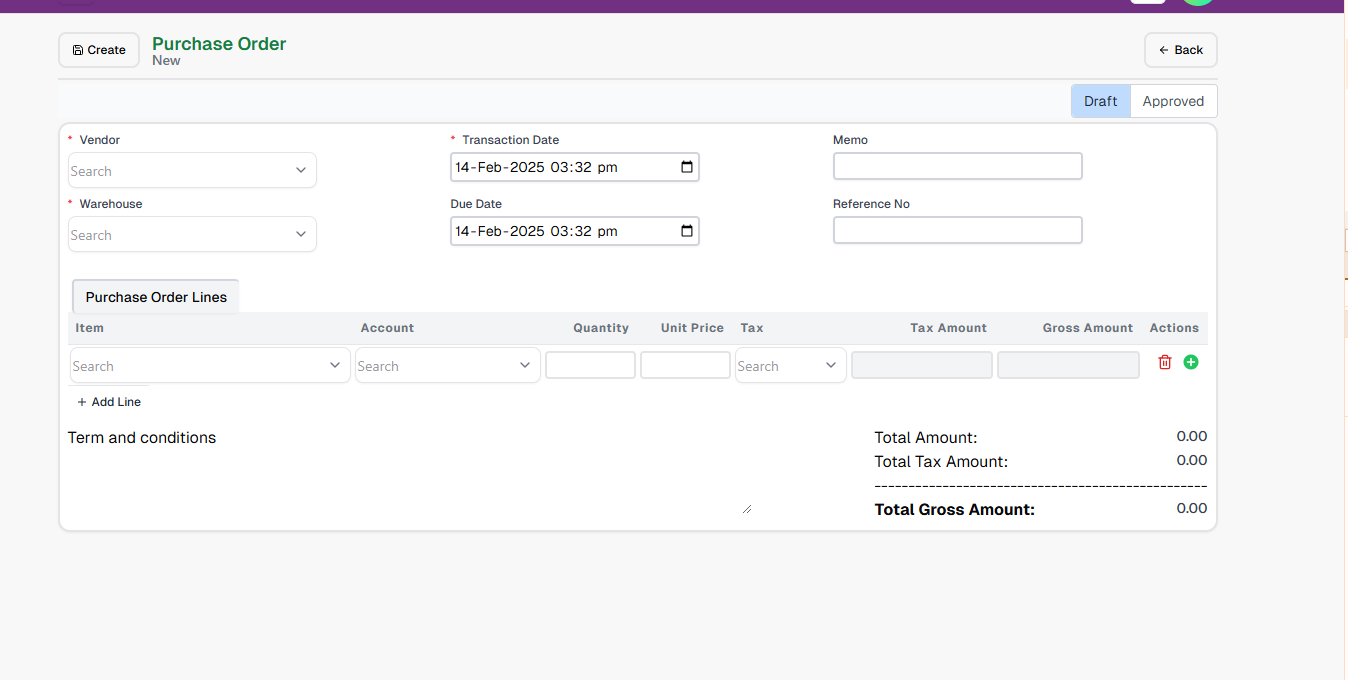 Create
Purchase Order
New
Back
Draft Approved
* Vendor * Transaction Date Memo
Search 14-Feb-2025 03:32 pm
* Warehouse Due Date Reference No
Search 14-Feb-2025 03:32 pm
Purchase Order Lines
Item Account Quantity Unit Price Tax Tax Amount Gross Amount Actions
Search Search Search
+ Add Line
Term and conditions
Total Amount: 0.00
Total Tax Amount: 0.00
------------------------------------------------
Total Gross Amount: 0.00